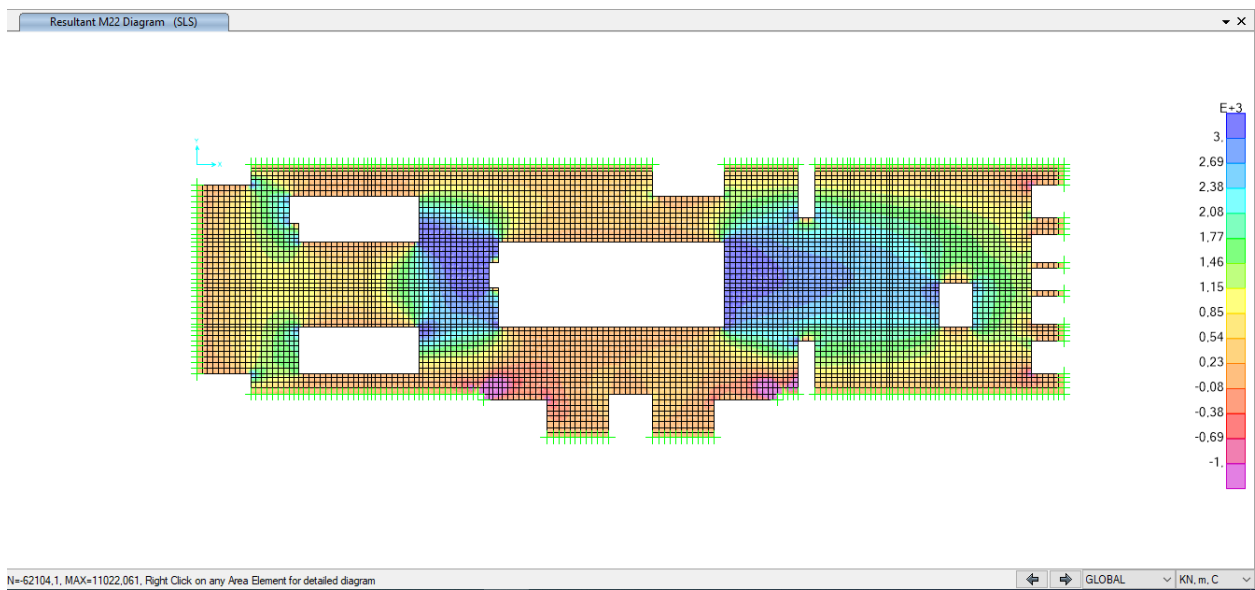 Resultant M22 Diagram (SLS)
E+3
3,
2.69
2.38
2.08
1.77
1.46
1.15
0.85
0.54
0.23
-0.08
-0.38
-0.69
-1,
X
N=-62104,1, MAX=11022,061, Right Click on any Area Element for detailed diagram
GLOBAL
KN, m, C